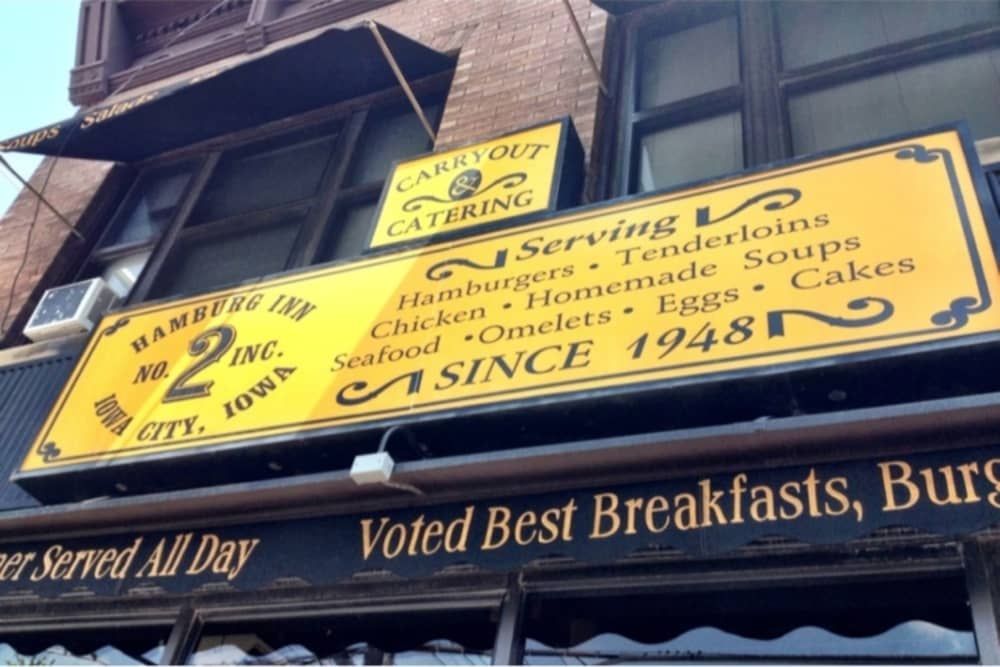 Soups Salads
CARRYOUT
&
CATERING
HAMBURG INN
NO. 2 INC.
IOWA CITY, IOWA
Serving
Hamburgers • Tenderloins
Chicken • Homemade Soups
Seafood • Omelets • Eggs • Cakes
SINCE 1948
er Served All Day
Voted Best Breakfasts, Burg